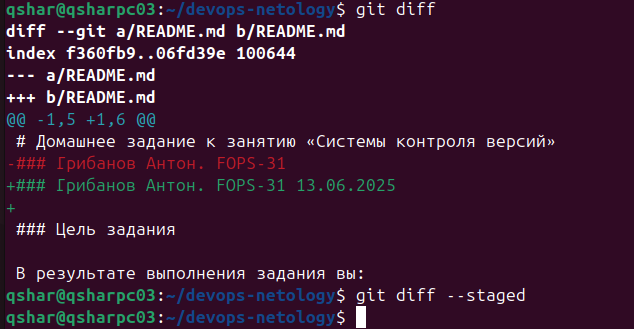 qshar@qsharpc03:~/devops-netology$ git diff
diff --git a/README.md b/README.md
index f360fb9..06fd39e 100644
--- a/README.md
+++ b/README.md
@@ -1,5 +1,6 @@
 # Домашнее задание к занятию «Системы контроля версий»
-### Грибанов Антон. FOPS-31
+### Грибанов Антон. FOPS-31 13.06.2025
+
 ### Цель задания
 В результате выполнения задания вы:
qshar@qsharpc03:~/devops-netology$ git diff --staged
qshar@qsharpc03:~/devops-netology$